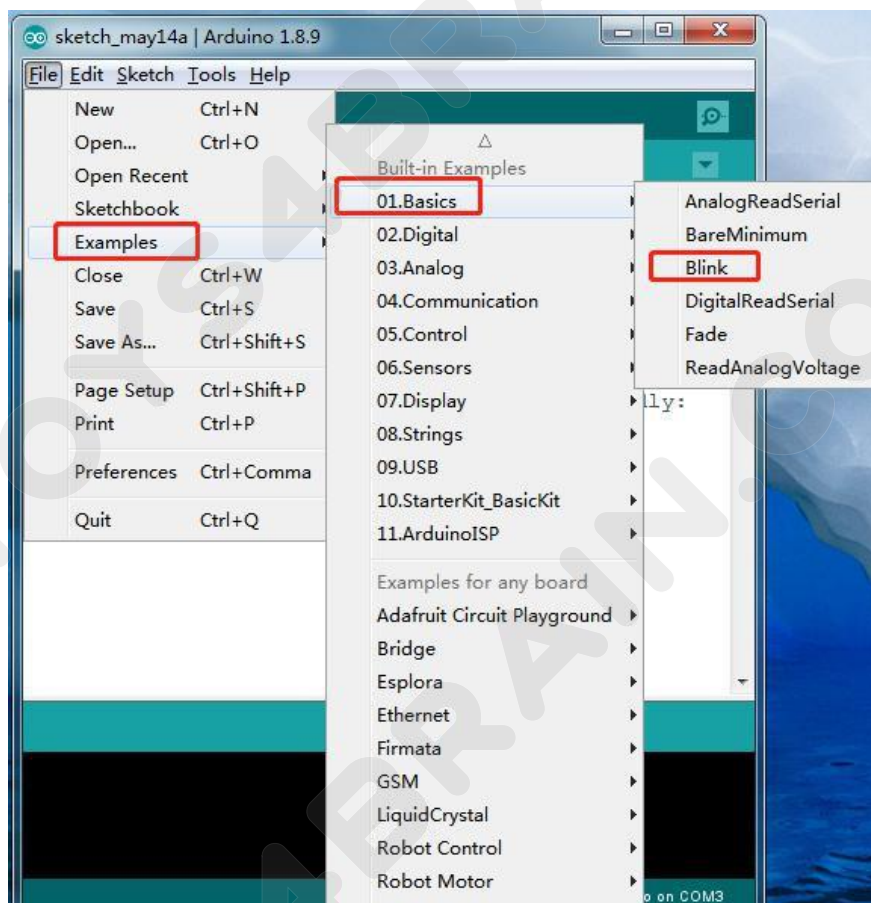 sketch_may14a | Arduino 1.8.9
File Edit Sketch Tools Help
New Ctrl+N
Open... Ctrl+O
Open Recent
Sketchbook
Examples
Close Ctrl+W
Save Ctrl+S
Save As... Ctrl+Shift+S
Page Setup Ctrl+Shift+P
Print Ctrl+P
Preferences Ctrl+Comma
Quit Ctrl+Q
Built-in Examples
01.Basics
02.Digital
03.Analog
04.Communication
05.Control
06.Sensors
07.Display
08.Strings
09.USB
10.StarterKit_BasicKit
11.ArduinoISP
Examples for any board
Adafruit Circuit Playground
Bridge
Esplora
Ethernet
Firmata
GSM
LiquidCrystal
Robot Control
Robot Motor
AnalogReadSerial
BareMinimum
Blink
DigitalReadSerial
Fade
ReadAnalogVoltage
lly:
o on COM3